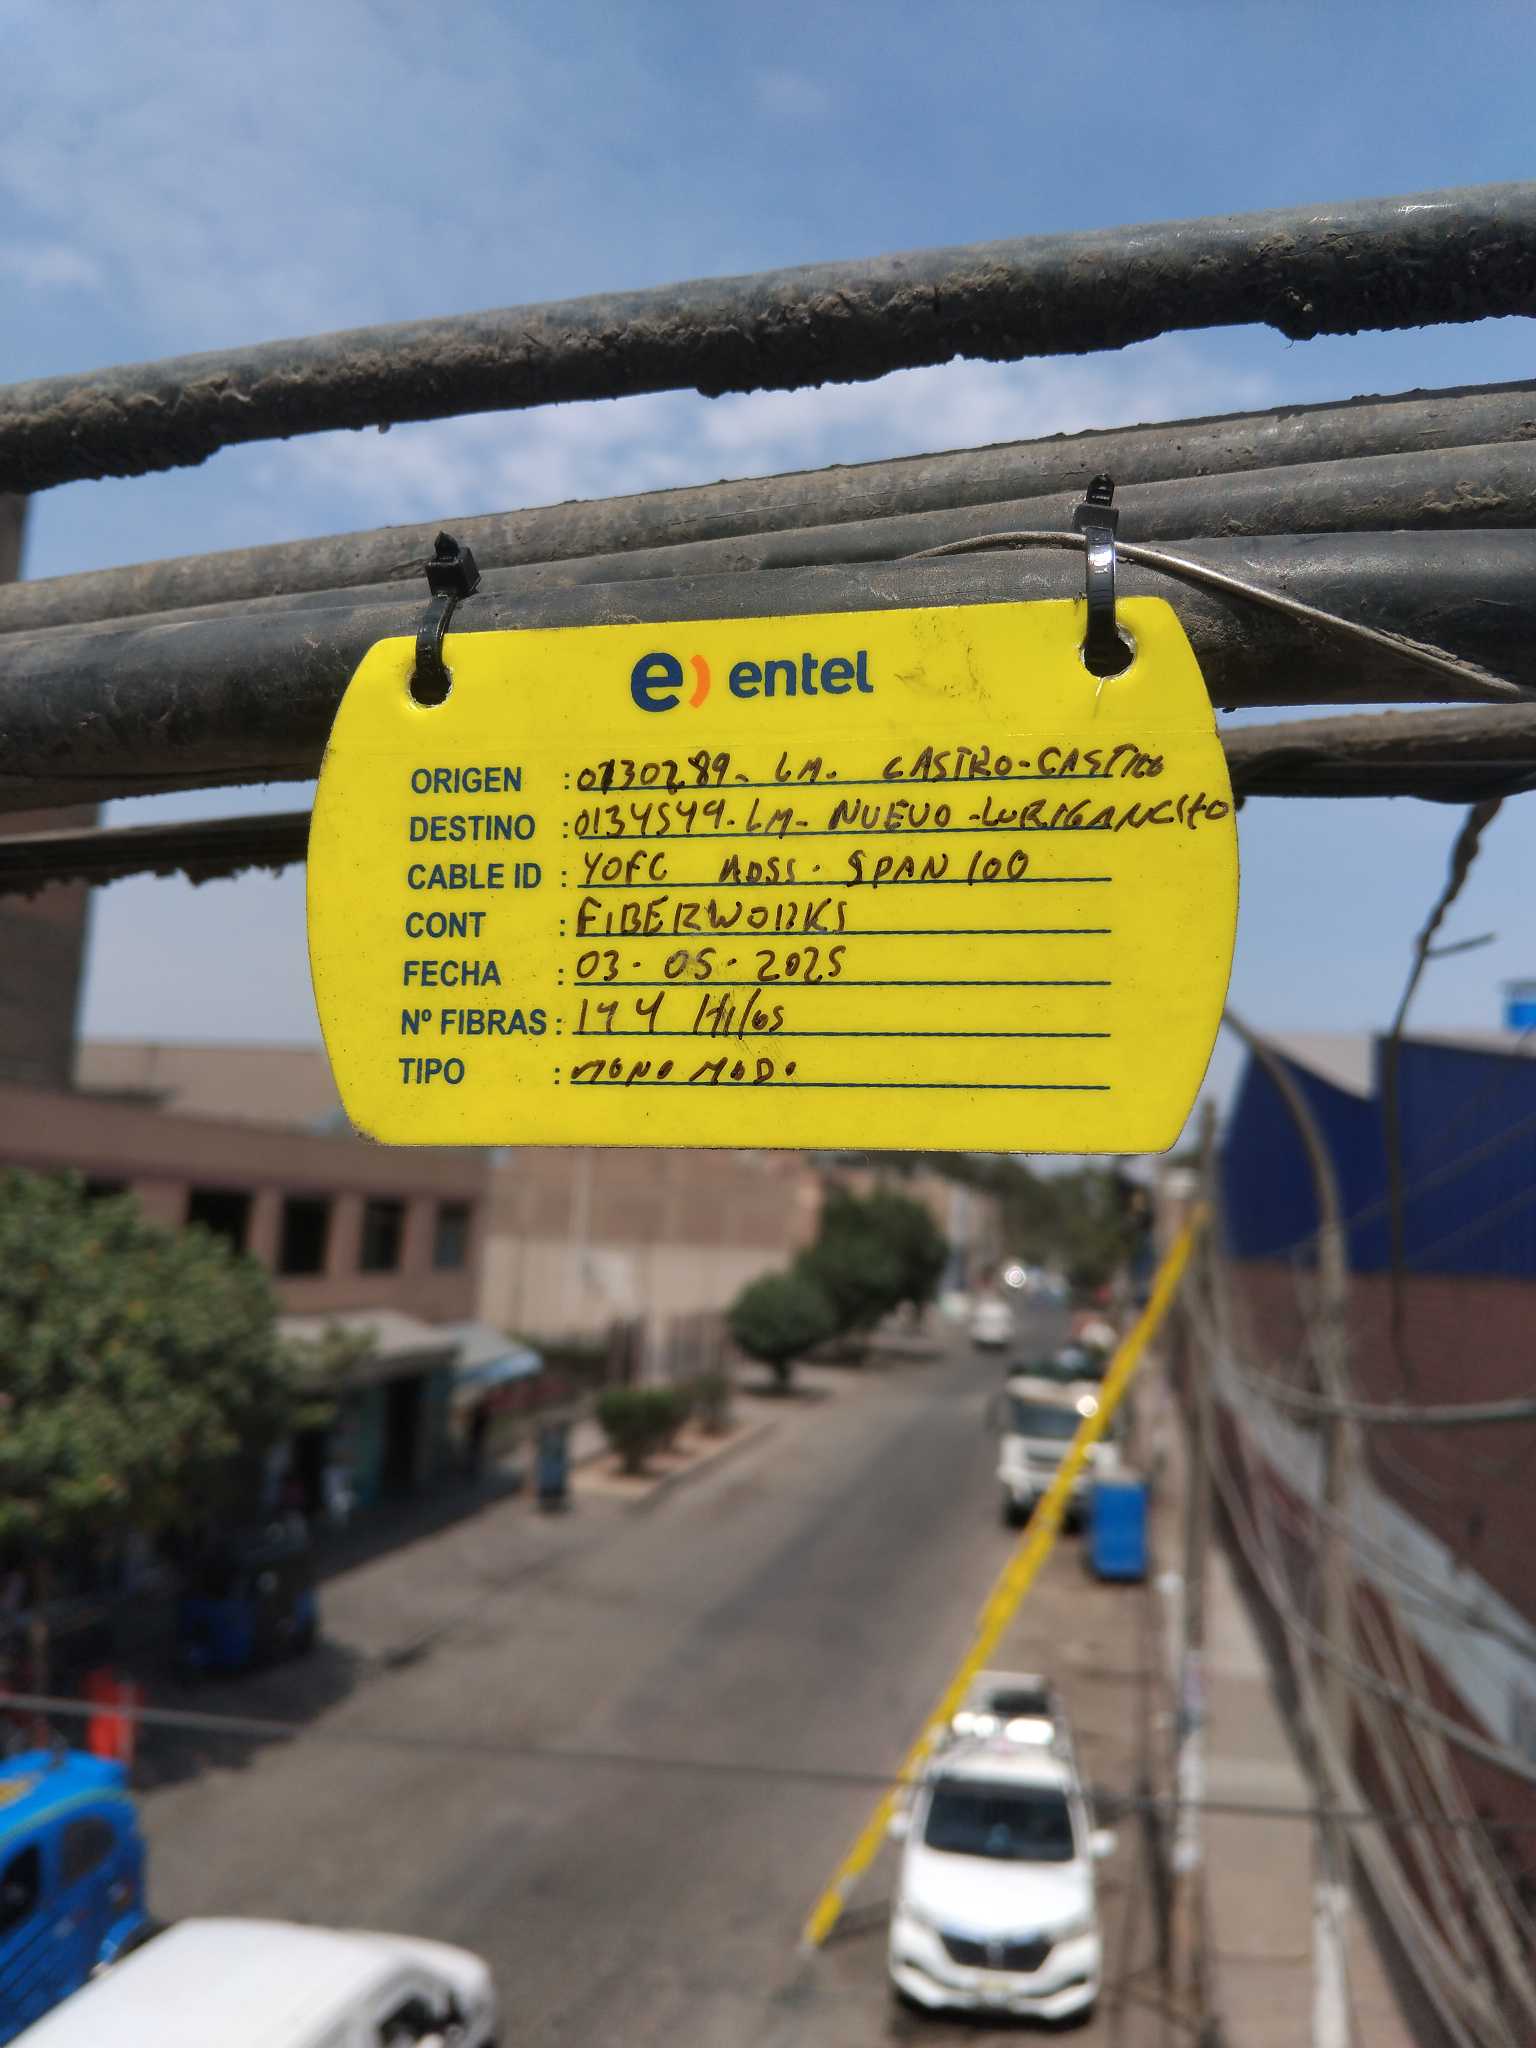 e) entel
ORIGEN : 0130289- LM. CASTRO-CASTRO
DESTINO : 0134549-LM- NUEVO-LURIGANCHO
CABLE ID : YOFC ADSS. SPAN 100
CONT : FIBERWORKS
FECHA : 03-05-2025
Nº FIBRAS : 144 Hilos
TIPO : MONO MODO